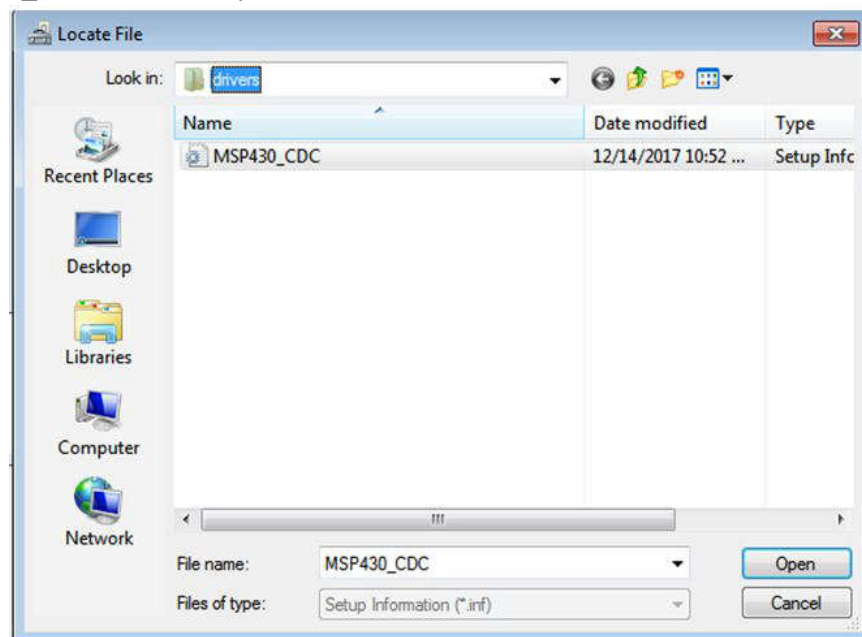 Locate File
Look in: drivers
Name Date modified Type
MSP430_CDC 12/14/2017 10:52 ... Setup Infc
Recent Places
Desktop
Libraries
Computer
Network
File name: MSP430_CDC Open
Files of type: Setup Information (*.inf) Cancel